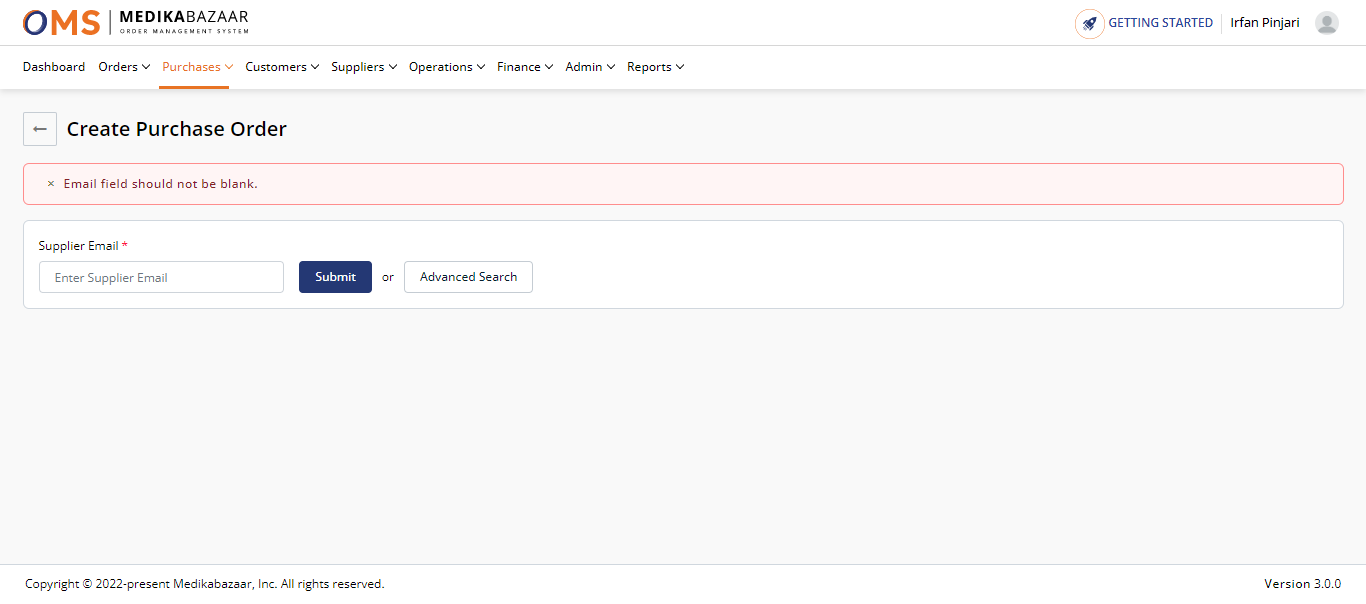 OMS MEDIKABAZAAR
ORDER MANAGEMENT SYSTEM
GETTING STARTED Irfan Pinjari
Dashboard Orders Purchases Customers Suppliers Operations Finance Admin Reports
Create Purchase Order
× Email field should not be blank.
Supplier Email *
Enter Supplier Email Submit or Advanced Search
Copyright © 2022-present Medikabazaar, Inc. All rights reserved. Version 3.0.0